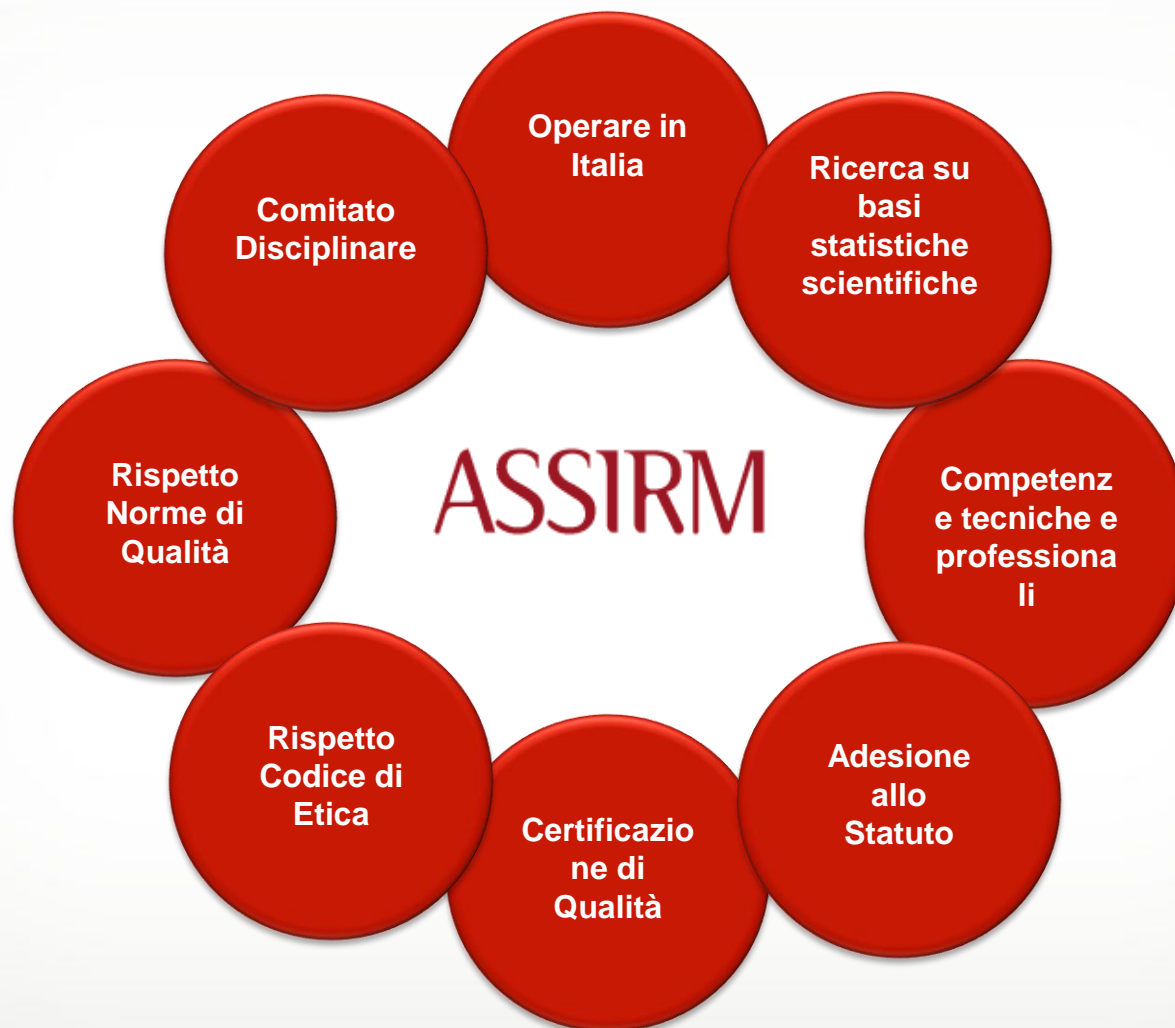 Operare in
Italia
Ricerca su
basi
statistiche
scientifiche
Competenz
e tecniche e
professiona
li
Adesione
allo
Statuto
Certificazio
ne di
Qualità
Rispetto
Codice di
Etica
Rispetto
Norme di
Qualità
Comitato
Disciplinare
ASSIRM